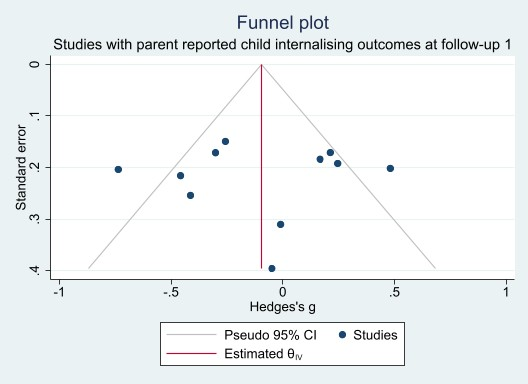 Funnel plot
Studies with parent reported child internalising outcomes at follow-up 1
Standard error
0
.1
.2
.3
.4
-1 -.5 0 .5 1
Hedges's g
Pseudo 95% CI Studies
Estimated θIV